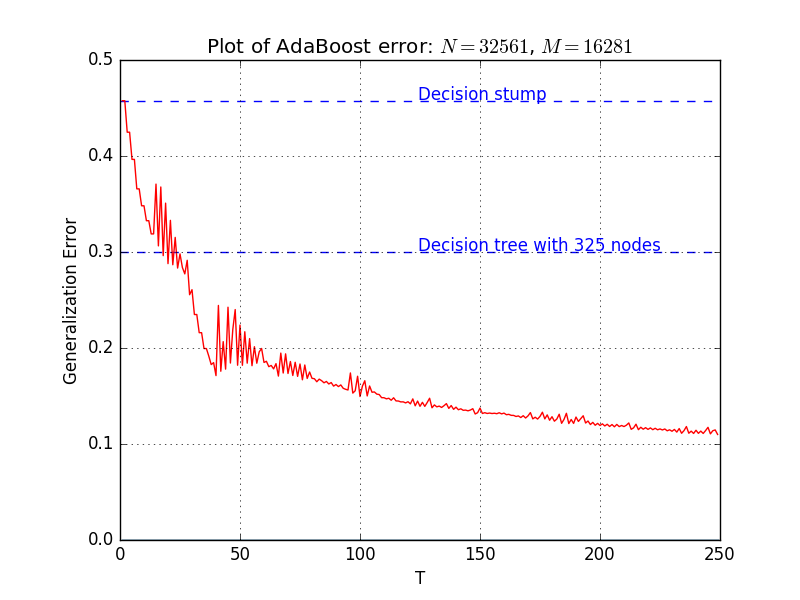 Plot of AdaBoost error: N = 32561, M = 16281
0.5
Decision stump
0.4
0.3
Decision tree with 325 nodes
0.2
0.1
0.0
Generalization Error
0 50 100 150 200 250
T